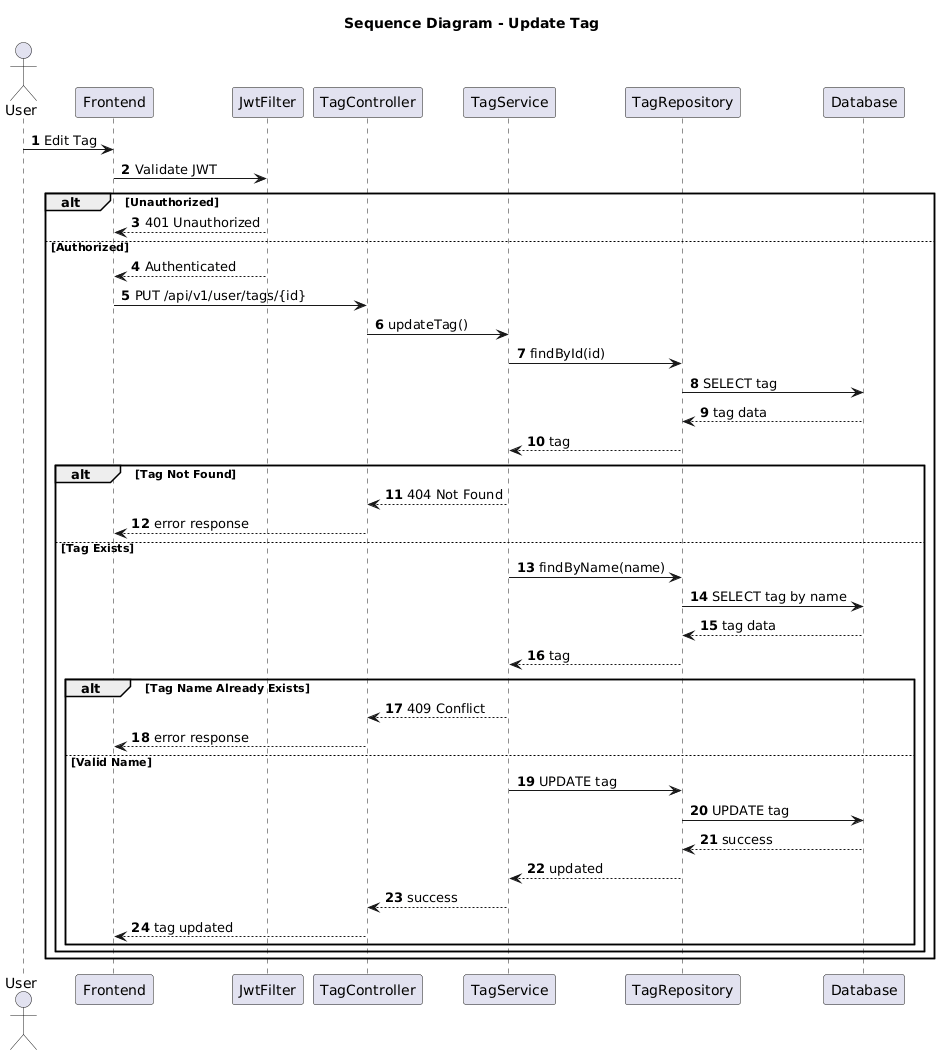 Sequence Diagram - Update Tag
User
Frontend
JwtFilter
TagController
TagService
TagRepository
Database
1 Edit Tag
2 Validate JWT
alt [Unauthorized]
3 401 Unauthorized
[Authorized]
4 Authenticated
5 PUT /api/v1/user/tags/{id}
6 updateTag()
7 findById(id)
8 SELECT tag
9 tag data
10 tag
alt [Tag Not Found]
11 404 Not Found
12 error response
[Tag Exists]
13 findByName(name)
14 SELECT tag by name
15 tag data
16 tag
alt [Tag Name Already Exists]
17 409 Conflict
18 error response
[Valid Name]
19 UPDATE tag
20 UPDATE tag
21 success
22 updated
23 success
24 tag updated
User
Frontend
JwtFilter
TagController
TagService
TagRepository
Database